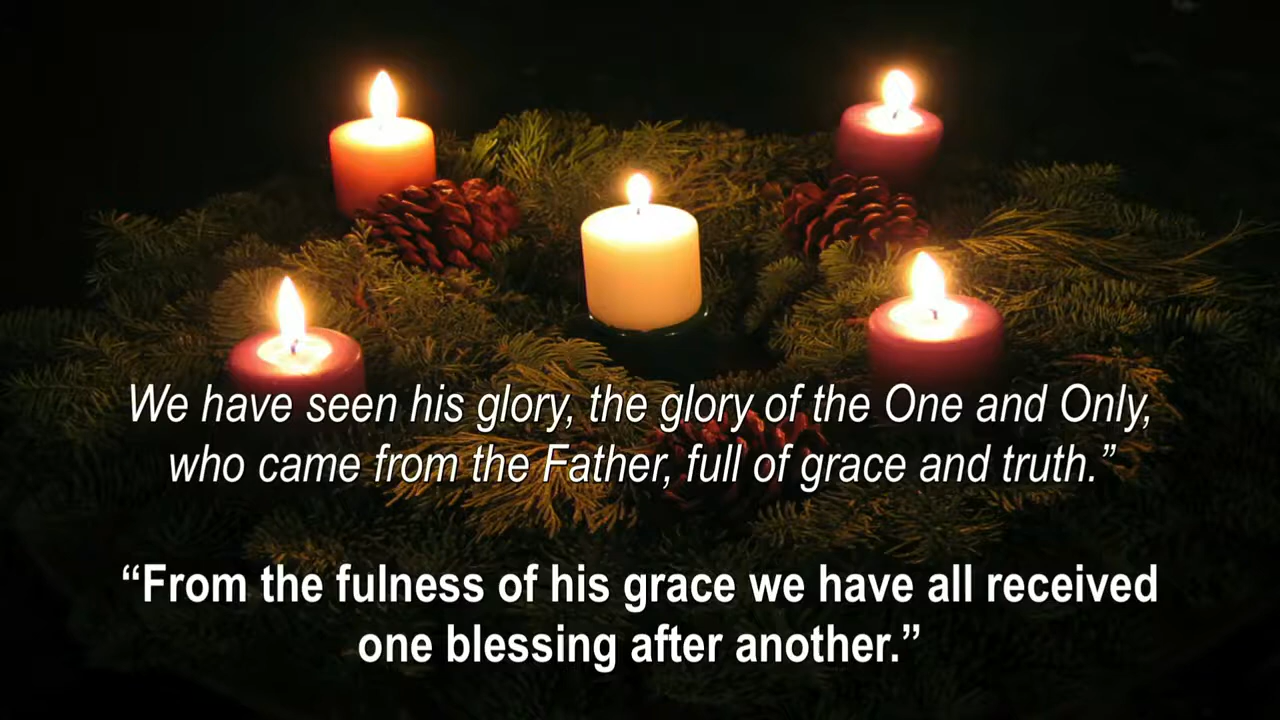 We have seen his glory, the glory of the One and Only,
who came from the Father, full of grace and truth.”
“From the fulness of his grace we have all received
one blessing after another.”